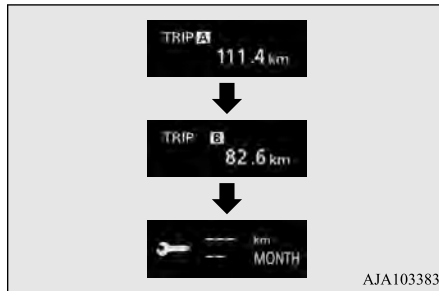 TRIP A
111.4 km
TRIP B
82.6 km
--- km
-- MONTH
AJA103383